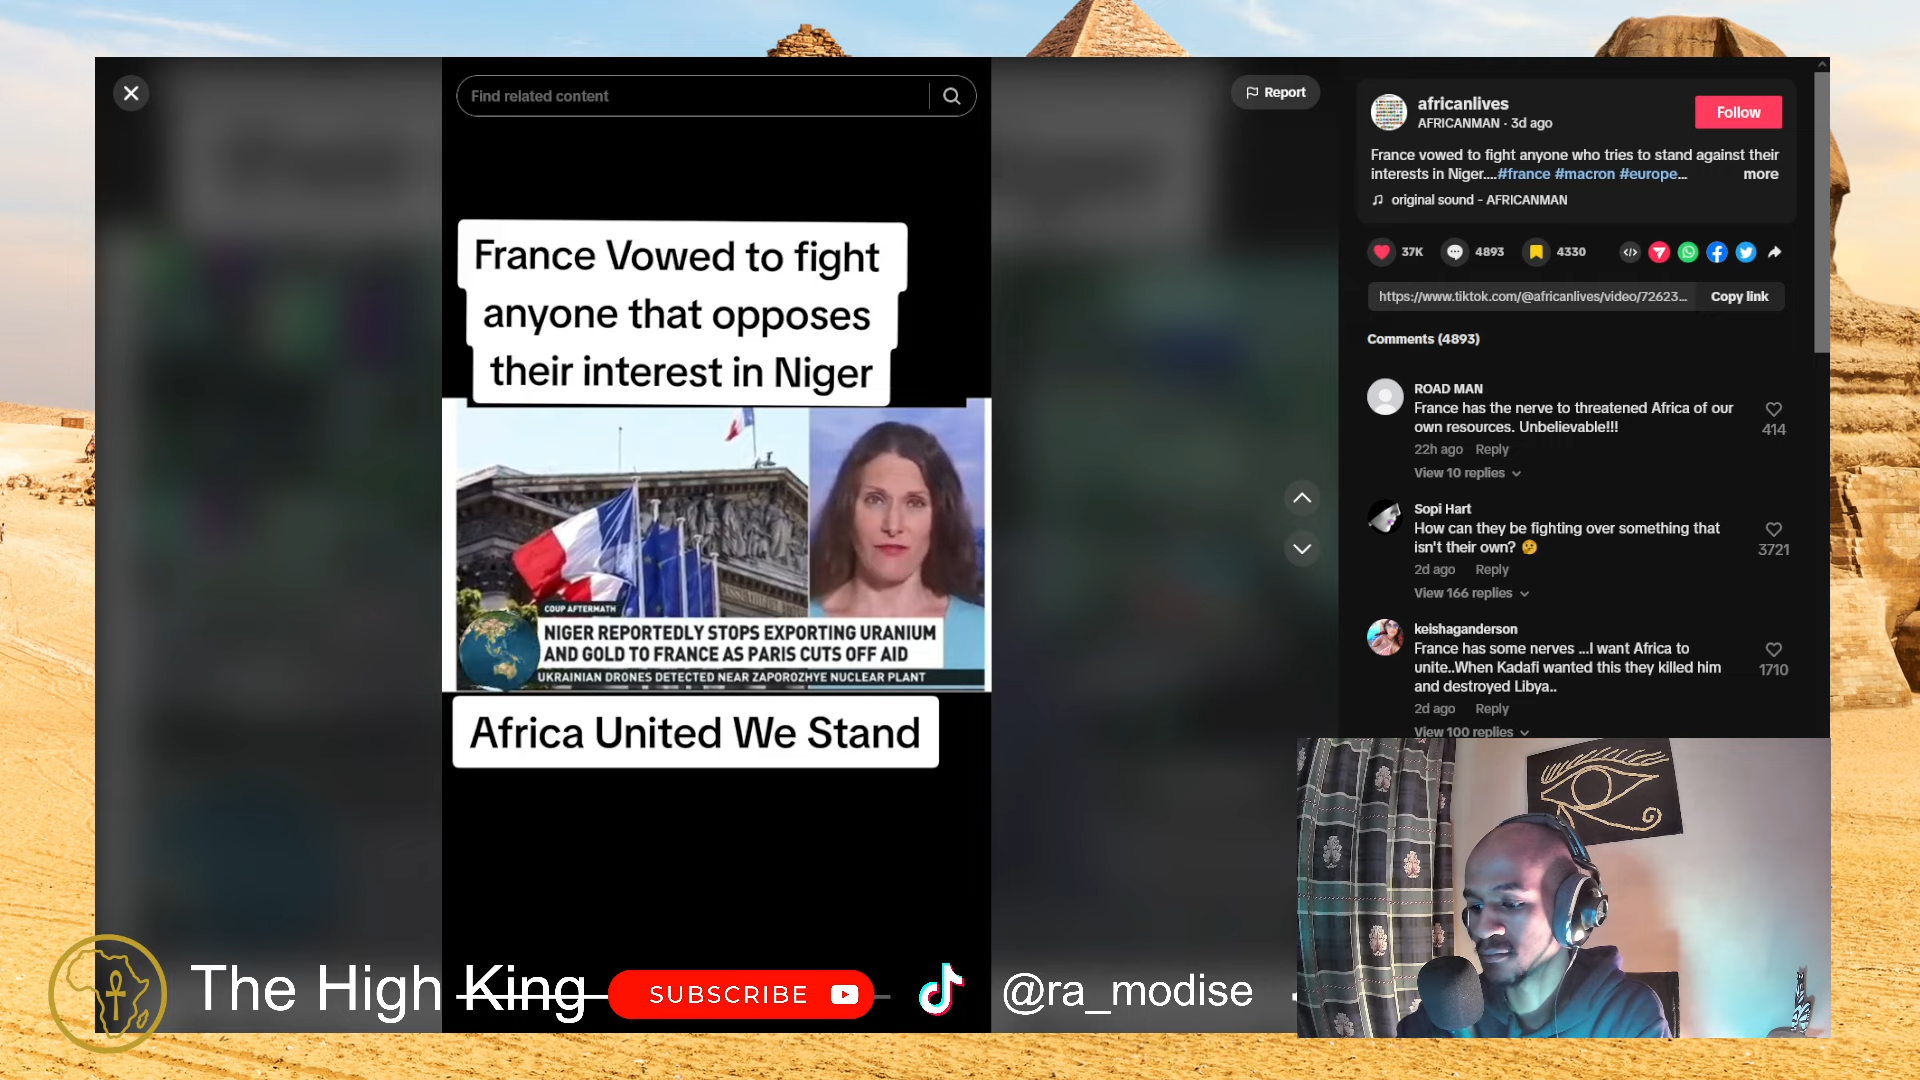 Find related content
Report
France Vowed to fight
anyone that opposes
their interest in Niger
COUP AFTERMATH
NIGER REPORTEDLY STOPS EXPORTING URANIUM
AND GOLD TO FRANCE AS PARIS CUTS OFF AID
UKRAINIAN DRONES DETECTED NEAR ZAPOROZHYE NUCLEAR PLANT
Africa United We Stand
africanlives
AFRICANMAN · 3d ago
Follow
France vowed to fight anyone who tries to stand against their
interests in Niger....#france #macron #europe...
more
original sound - AFRICANMAN
37K
4893
4330
https://www.tiktok.com/@africanlives/video/72623...
Copy link
Comments (4893)
ROAD MAN
France has the nerve to threatened Africa of our
own resources. Unbelievable!!!
414
22h ago Reply
View 10 replies
Sopi Hart
How can they be fighting over something that
isn't their own? 🤔
3721
2d ago Reply
View 166 replies
keishaganderson
France has some nerves ...I want Africa to
unite..When Kadafi wanted this they killed him
and destroyed Libya..
1710
2d ago Reply
View 100 replies
The High King
SUBSCRIBE
@ra_modise